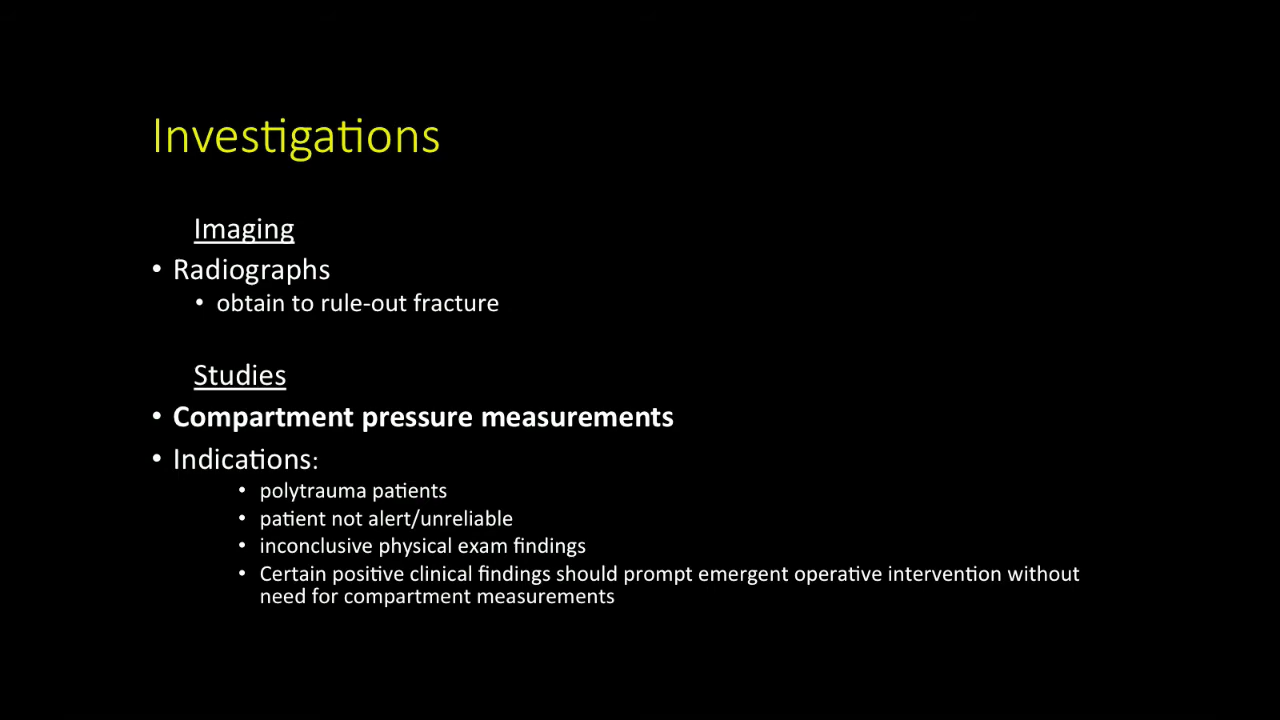 Investigations
Imaging
• Radiographs
• obtain to rule-out fracture
Studies
• Compartment pressure measurements
• Indications:
• polytrauma patients
• patient not alert/unreliable
• inconclusive physical exam findings
• Certain positive clinical findings should prompt emergent operative intervention without
need for compartment measurements